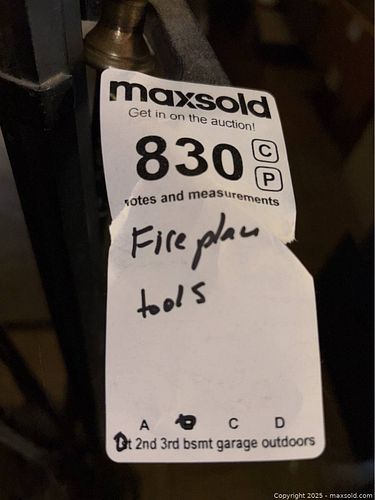 maxsold
Get in on the auction!
830 C
P
notes and measurements
Fire plan
tools
A B C D
1st 2nd 3rd bsmt garage outdoors
Copyright 2025 - maxsold.com